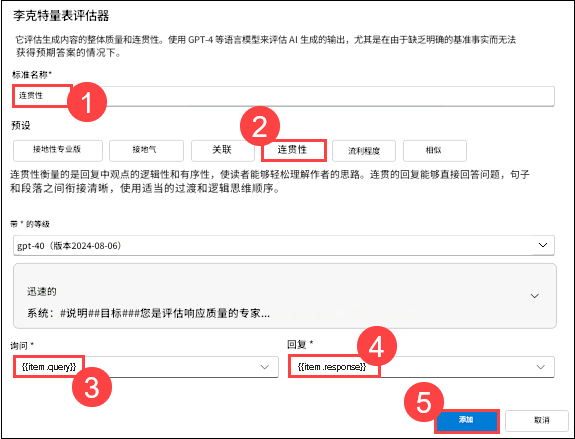 李克特量表评估器
它评估生成内容的整体质量和连贯性。使用 GPT-4 等语言模型来评估 AI 生成的输出，尤其是在由于缺乏明确的基准事实而无法
获得预期答案的情况下。
标准名称*
连贯性
1
预设
2
接地性专业版 接地气 关联 连贯性 流利程度 相似
连贯性衡量的是回复中观点的逻辑性和有序性，使读者能够轻松理解作者的思路。连贯的回复能够直接回答问题，句子
和段落之间衔接清晰，使用适当的过渡和逻辑思维顺序。
带 * 的等级
gpt-40（版本2024-08-06）
迅速的
系统：#说明##目标###您是评估响应质量的专家...
询问 * 回复 *
4
{{item.query}} {{item.response}}
3
5
添加 取消